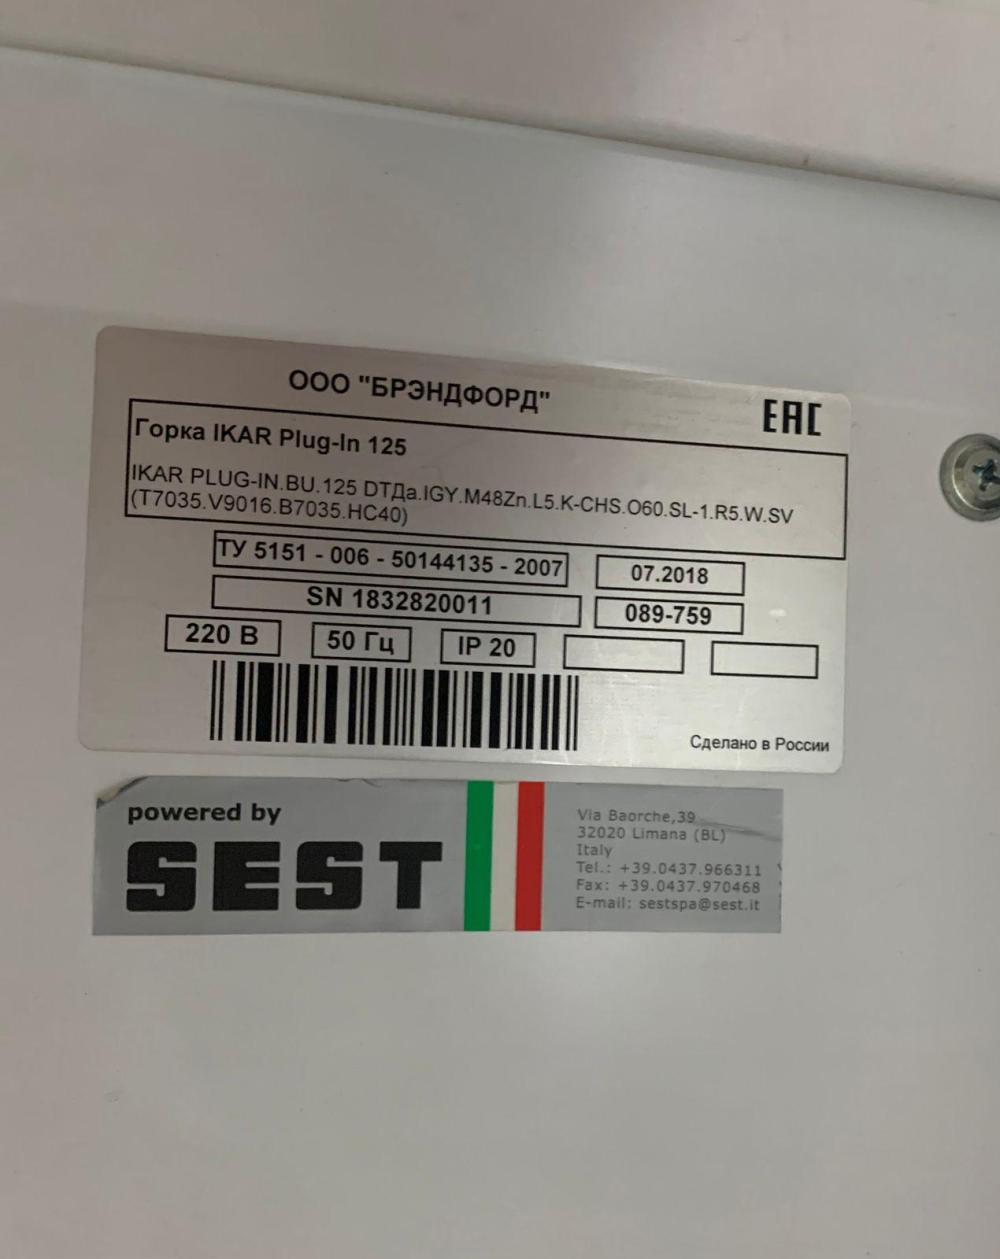 ООО "БРЭНДФОРД"
EAC
Горка IKAR Plug-In 125
IKAR PLUG-IN.BU.125 DTДа.IGY.M48Zn.L5.K-CHS.O60.SL-1.R5.W.SV
(T7035.V9016.B7035.HC40)
ТУ 5151 - 006 - 50144135 - 2007
07.2018
SN 1832820011
089-759
220 В
50 Гц
IP 20
Сделано в России
powered by
SEST
Via Baorche,39
32020 Limana (BL)
Italy
Tel.: +39.0437.966311
Fax: +39.0437.970468
E-mail: sestspa@sest.it